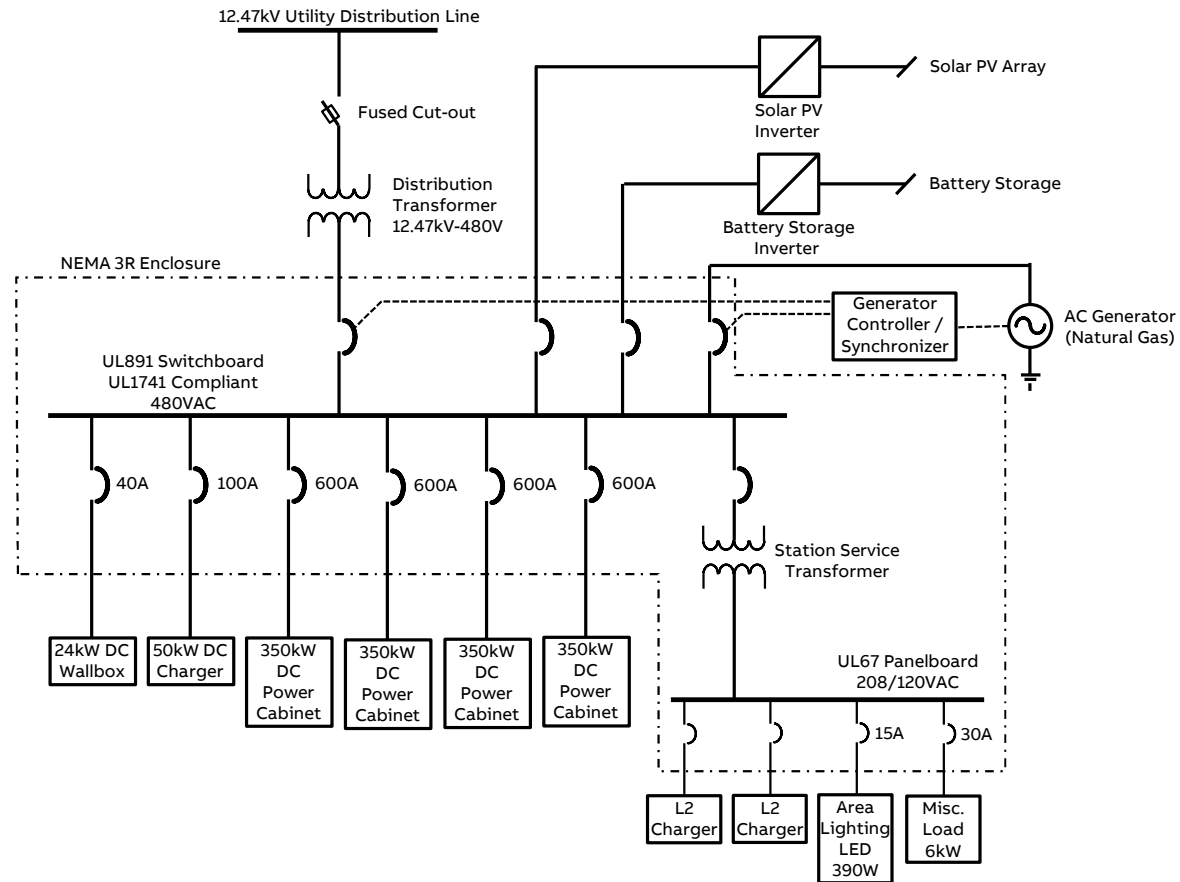 12.47kV Utility Distribution Line
Fused Cut-out
Distribution
Transformer
12.47kV-480V
Solar PV
Inverter
Solar PV Array
Battery Storage
Inverter
Battery Storage
NEMA 3R Enclosure
Generator
Controller /
Synchronizer
AC Generator
(Natural Gas)
UL891 Switchboard
UL1741 Compliant
480VAC
40A
100A
600A
600A
600A
600A
Station Service
Transformer
24kW DC
Wallbox
50kW DC
Charger
350kW
DC
Power
Cabinet
350kW
DC
Power
Cabinet
350kW
DC
Power
Cabinet
350kW
DC
Power
Cabinet
UL67 Panelboard
208/120VAC
15A
30A
L2
Charger
L2
Charger
Area
Lighting
LED
390W
Misc.
Load
6kW